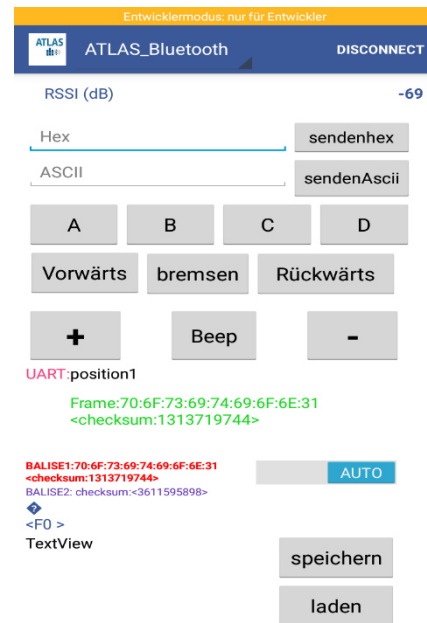 Entwicklermodus: nur für Entwickler
ATLAS ATLAS_Bluetooth DISCONNECT
RSSI (dB) -69
Hex sendenhex
ASCII sendenAscii
A B C D
Vorwärts bremsen Rückwärts
+ Beep -
UART:position1
Frame:70:6F:73:69:74:69:6F:6E:31
<checksum:1313719744>
BALISE1:70:6F:73:69:74:69:6F:6E:31
<checksum:1313719744> AUTO
BALISE2: checksum:<3611595898>
�
<F0 >
TextView
speichern
laden